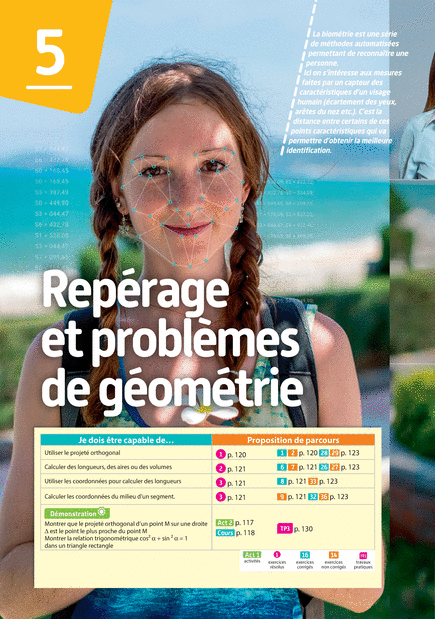 5
La biométrie est une série
de méthodes automatisées
permettant de reconnaître une
personne.
Ici on s'intéresse aux mesures
faites par un capteur des
caractéristiques d'un visage
humain (écartement des yeux,
arêtes du nez etc.). C'est la
distance entre certains de ces
points caractéristiques qui va
permettre d'obtenir la meilleure
identification.
Repérage
et problèmes
de géométrie
Je dois être capable de… Proposition de parcours
Utiliser le projeté orthogonal 1 p. 120 1 2 p. 120 28 29 p. 123
Calculer des longueurs, des aires ou des volumes 2 p. 121 6 7 p. 121 26 27 p. 123
Utiliser les coordonnées pour calculer des longueurs 3 p. 121 8 p. 121 33 p. 123
Calculer les coordonnées du milieu d'un segment. 3 p. 121 9 p. 121 32 36 p. 123
Démonstration
Montrer que le projeté orthogonal d'un point M sur une droite
Δ est le point le plus proche du point M
Montrer la relation trigonométrique cos² α + sin² α = 1
dans un triangle rectangle
Act 2 p. 117
Cours p. 118
TP3 p. 130
Act 1 activités
exercices résolus
exercices corrigés
exercices non corrigés
travaux pratiques